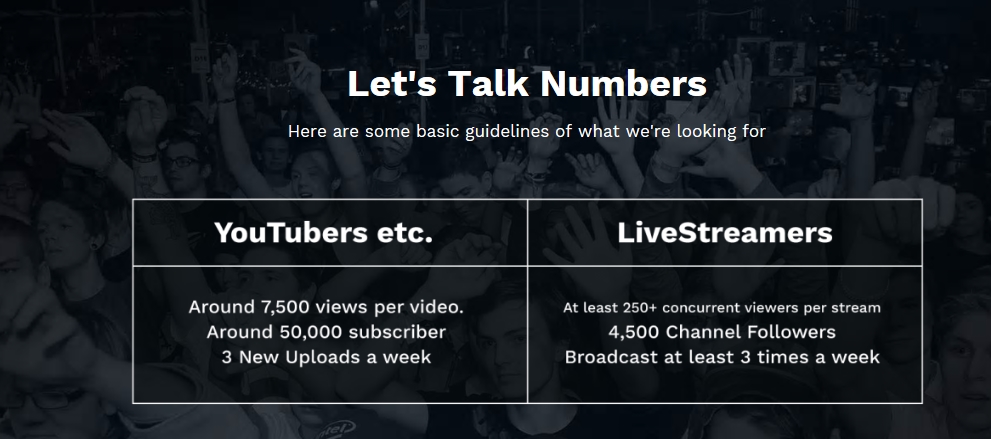 Let's Talk Numbers
Here are some basic guidelines of what we're looking for
YouTubers etc.
Around 7,500 views per video.
Around 50,000 subscriber
3 New Uploads a week
LiveStreamers
At least 250+ concurrent viewers per stream
4,500 Channel Followers
Broadcast at least 3 times a week